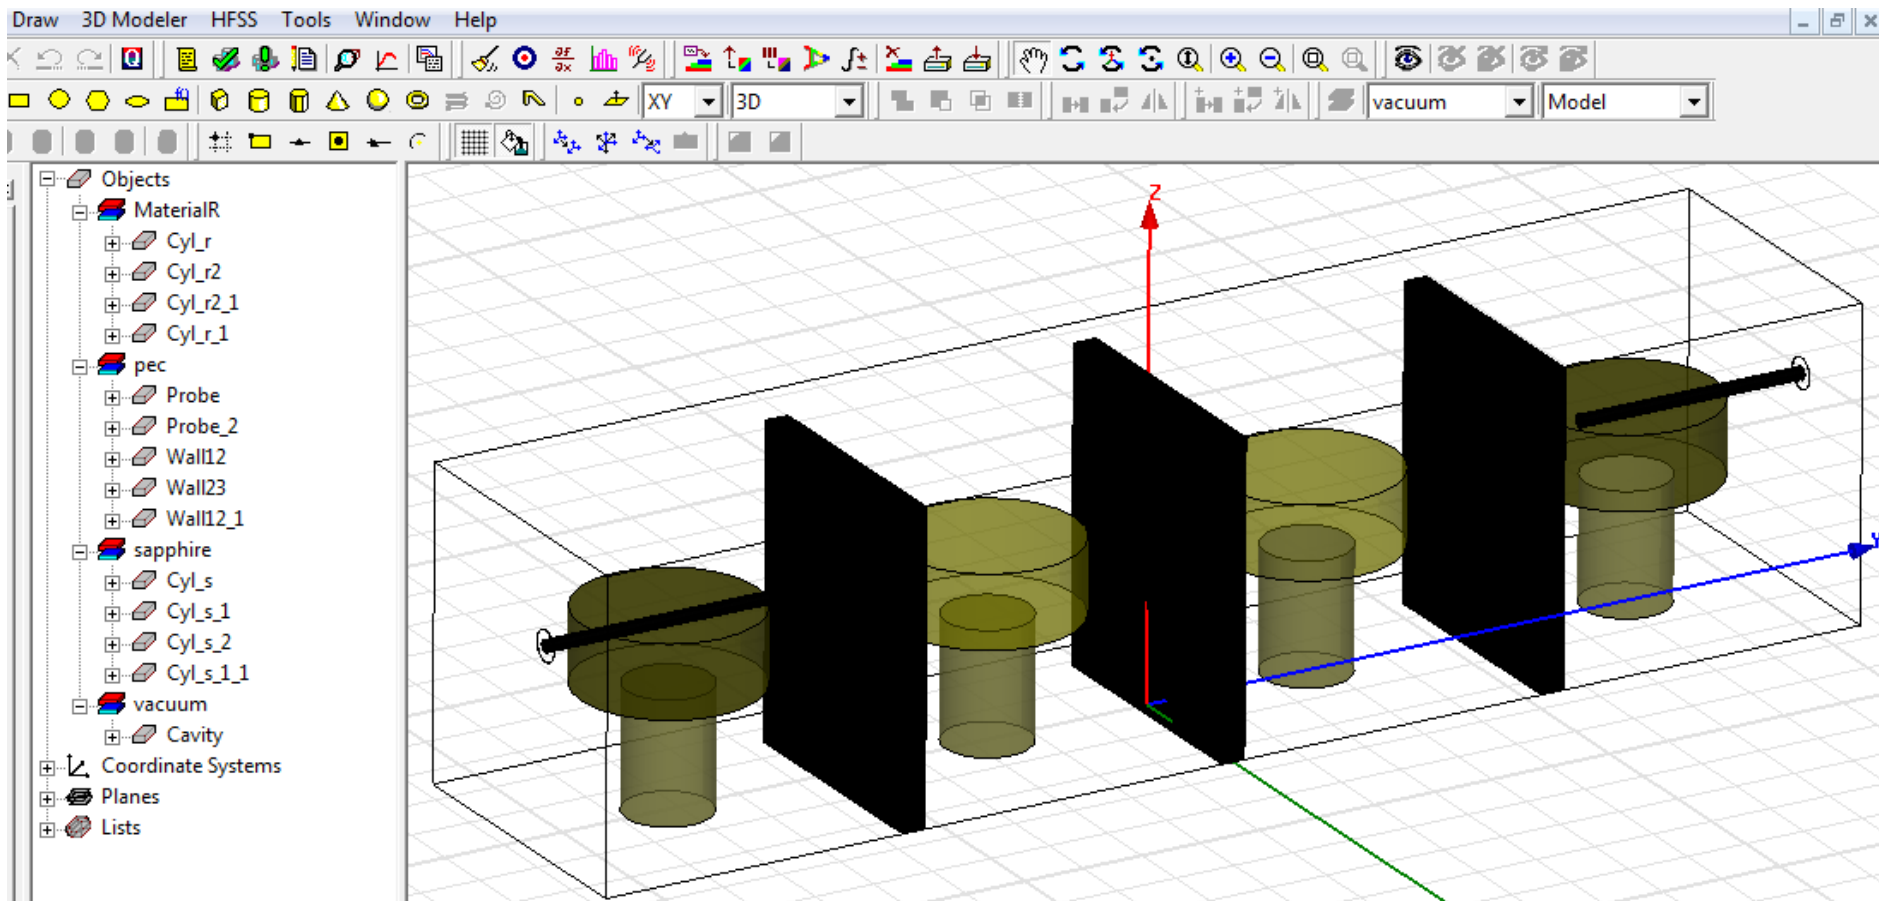 Draw 3D Modeler HFSS Tools Window Help
XY 3D vacuum Model
Objects
MaterialR
Cyl_r
Cyl_r2
Cyl_r2_1
Cyl_r_1
pec
Probe
Probe_2
Wall12
Wall23
Wall12_1
sapphire
Cyl_s
Cyl_s_1
Cyl_s_2
Cyl_s_1_1
vacuum
Cavity
Coordinate Systems
Planes
Lists
Z